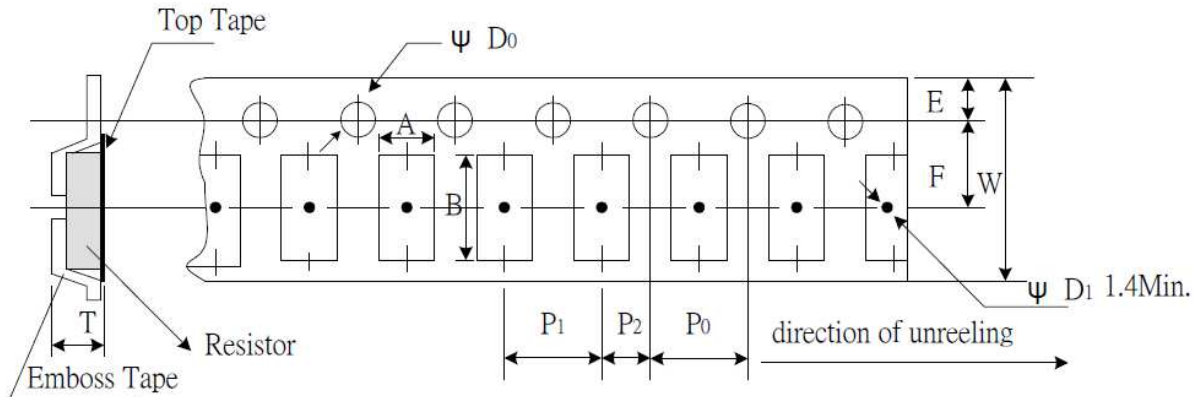 Top Tape
Ψ D0
E
A
F
W
B
Ψ D1 1.4Min.
T
P1
P2
P0
direction of unreeling
Resistor
Emboss Tape